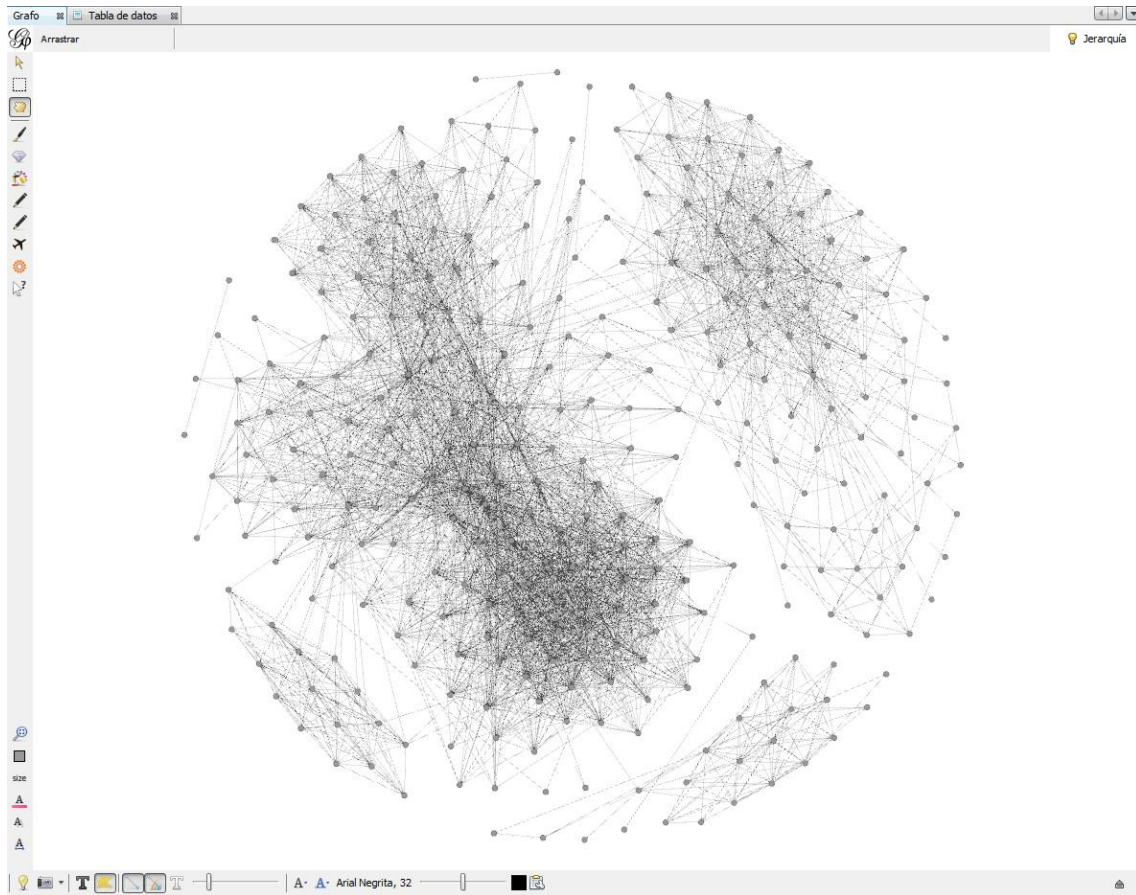 Grafo
Tabla de datos
Arrastrar
Jerarquía
size
A
A
A
T
T
A- A- Arial Negrita, 32